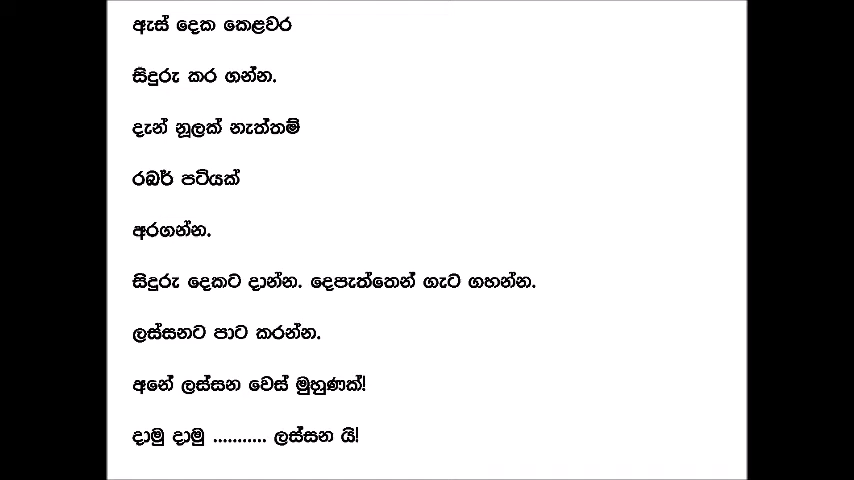 ඇස් දෙක කෙළවර
සිදුරු කර ගන්න.
දැන් නූලක් නැත්තම්
රබර් පටියක්
අරගන්න.
සිදුරු දෙකට දාන්න. දෙපැත්තෙන් ගැට ගහන්න.
ලස්සනට පාට කරන්න.
අනේ ලස්සන වෙස් මුහුණක්!
දාමු දාමු ........... ලස්සන යි!